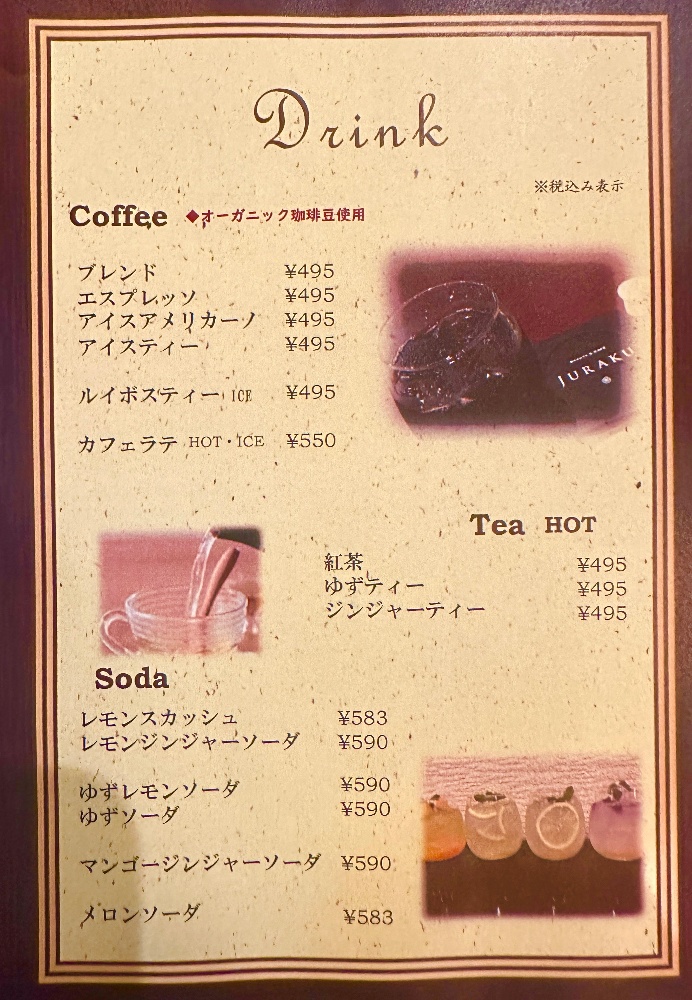 Drink
※税込み表示
Coffee ◆オーガニック珈琲豆使用
ブレンド ¥495
エスプレッソ ¥495
アイスアメリカーノ ¥495
アイスティー ¥495
ルイボスティー ICE ¥495
カフェラテ HOT・ICE ¥550
JURAKU
Tea HOT
紅茶 ¥495
ゆずティー ¥495
ジンジャーティー ¥495
Soda
レモンスカッシュ ¥583
レモンジンジャーソーダ ¥590
ゆずレモンソーダ ¥590
ゆずソーダ ¥590
マンゴージンジャーソーダ ¥590
メロンソーダ ¥583